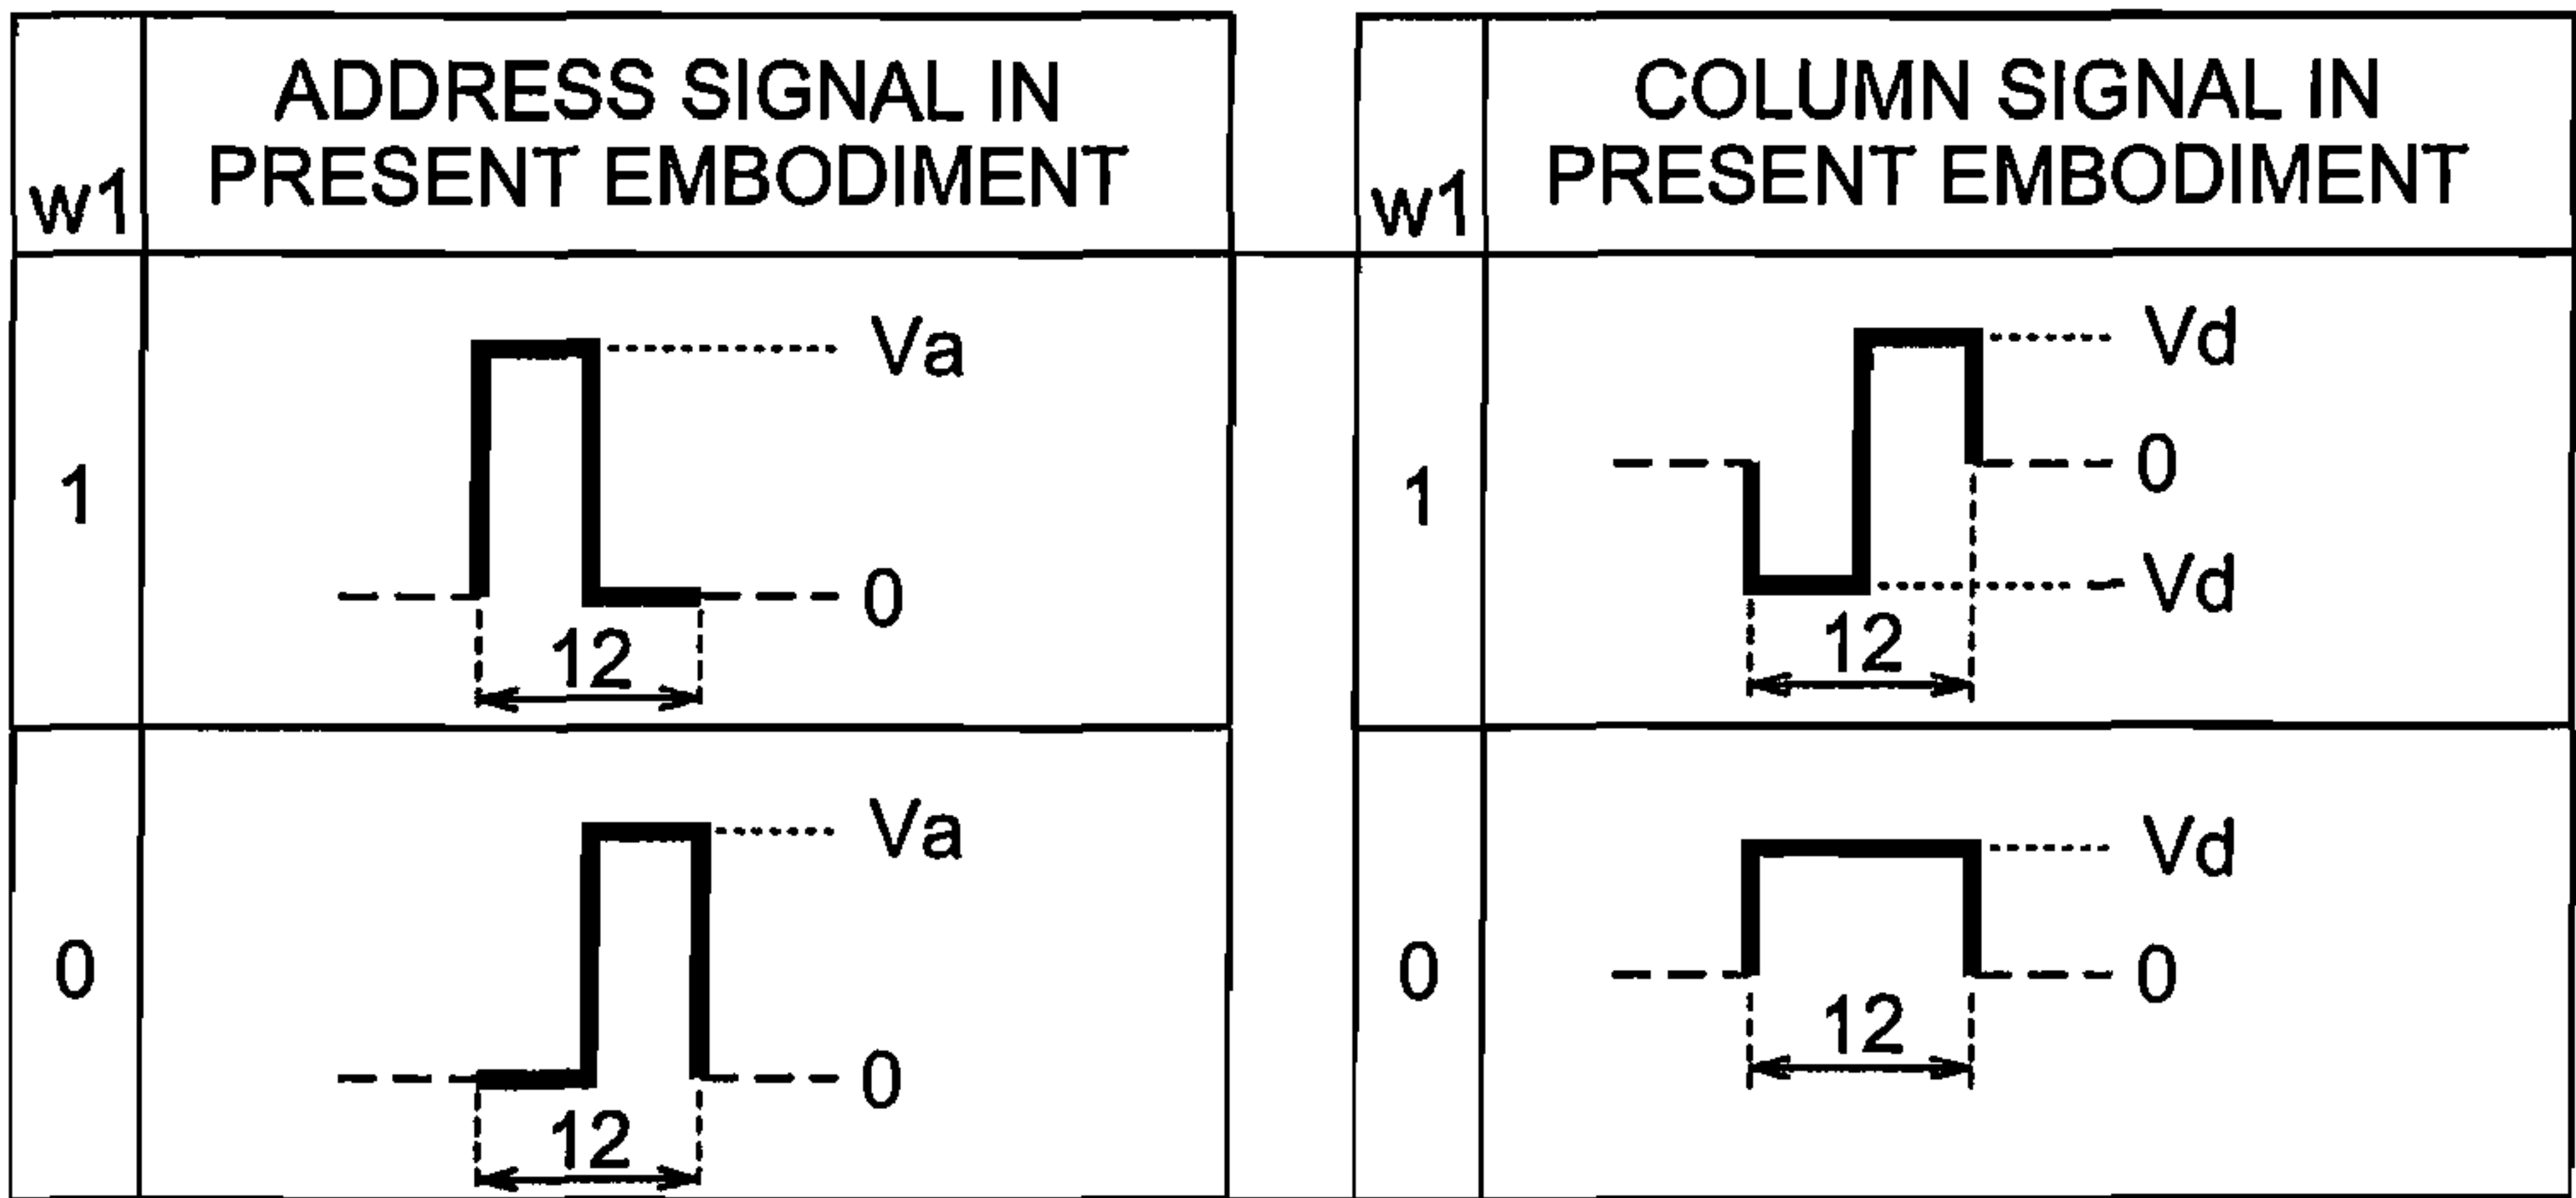 w1
ADDRESS SIGNAL IN
PRESENT EMBODIMENT
1
Va
0
12
0
Va
0
12
w1
COLUMN SIGNAL IN
PRESENT EMBODIMENT
1
Vd
0
- Vd
12
0
Vd
0
12